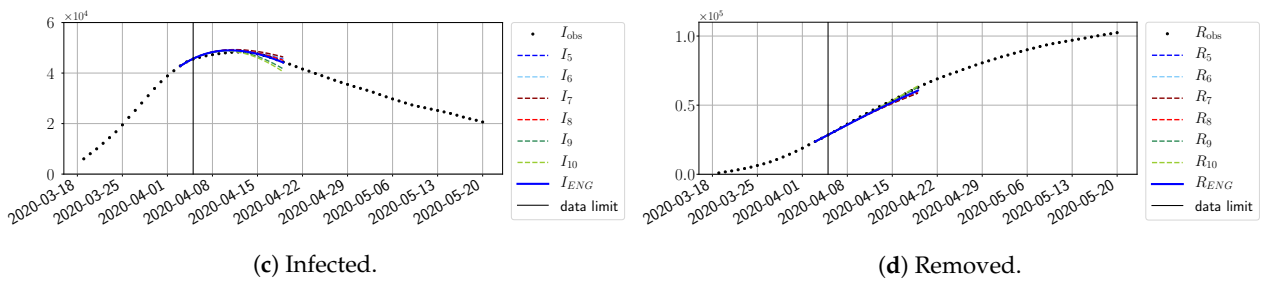 ×10⁴
6
4
2
0
2020-03-18
2020-03-25
2020-04-01
2020-04-08
2020-04-15
2020-04-22
2020-04-29
2020-05-06
2020-05-13
2020-05-20
I_obs
I_5
I_6
I_7
I_8
I_9
I_10
I_ENG
data limit
(c) Infected.
×10⁵
1.0
0.5
0.0
2020-03-18
2020-03-25
2020-04-01
2020-04-08
2020-04-15
2020-04-22
2020-04-29
2020-05-06
2020-05-13
2020-05-20
R_obs
R_5
R_6
R_7
R_8
R_9
R_10
R_ENG
data limit
(d) Removed.